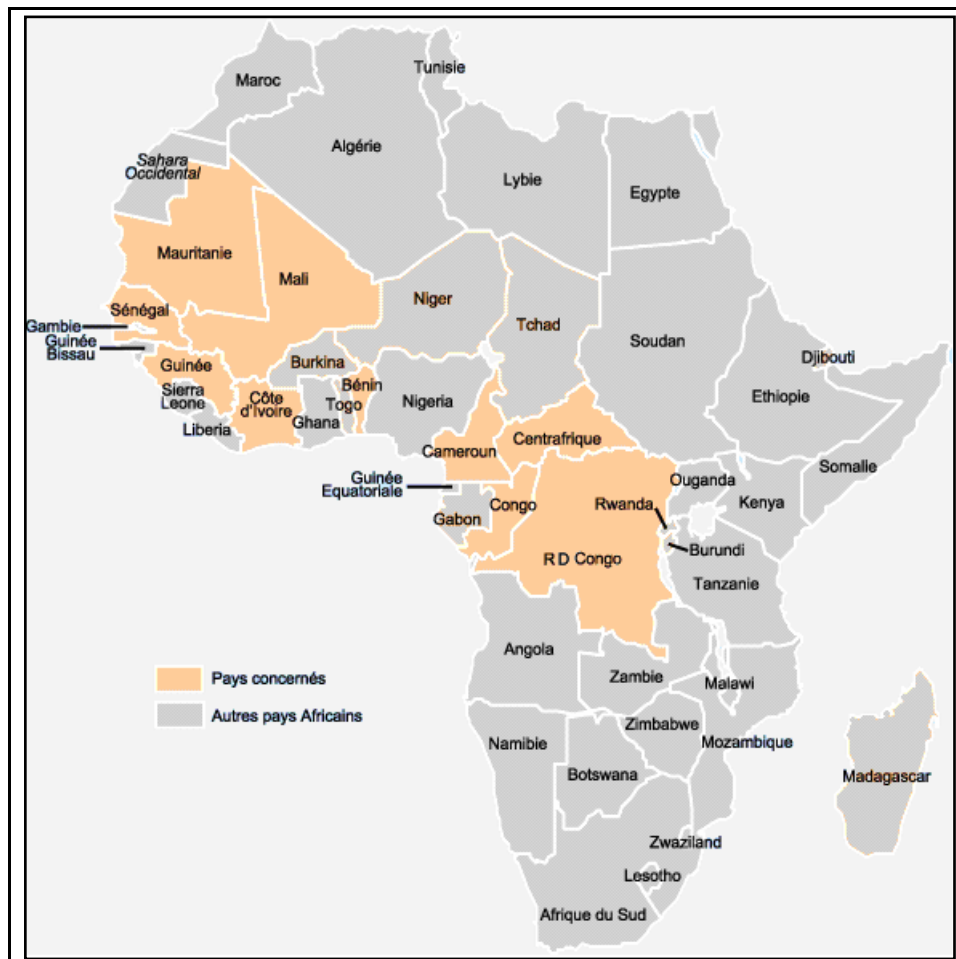 Tunisie
Maroc
Algérie
Sahara
Occidental
Lybie
Egypte
Mauritanie
Mali
Niger
Sénégal
Tchad
Gambie
Soudan
Guinée
Bissau
Djibouti
Guinée
Burkina
Bénin
Sierra
Leone
Côte
d'Ivoire
Togo
Nigeria
Ethiopie
Ghana
Liberia
Centrafrique
Cameroun
Somalie
Guinée
Equatoriale
Ouganda
Congo
Rwanda
Kenya
Gabon
Burundi
R D Congo
Tanzanie
Angola
Pays concernés
Zambie
Malawi
Autres pays Africains
Zimbabwe
Namibie
Mozambique
Botswana
Madagascar
Zwaziland
Lesotho
Afrique du Sud